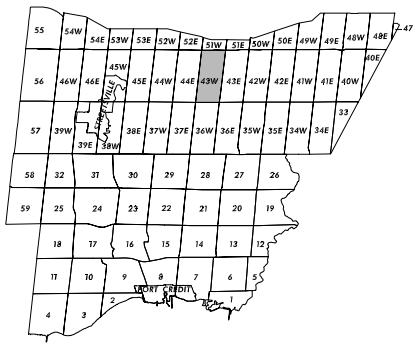 55 54W 54E 53W 53E 52W 52E 51W 51E 50W 50E 49W 49E 48W 48E 47
56 46W 46E 45W 45E 44W 44E 43W 43E 42W 42E 41W 41E 40W 40E
STREETSVILLE
57 39W 39E 38W 38E 37W 37E 36W 36E 35W 35E 34W 34E 33
58 32 31 30 29 28 27 26
59 25 24 23 22 21 20 19
18 17 16 15 14 13 12
11 10 9 8 7 6 5
PORT CREDIT
4 3 2 1